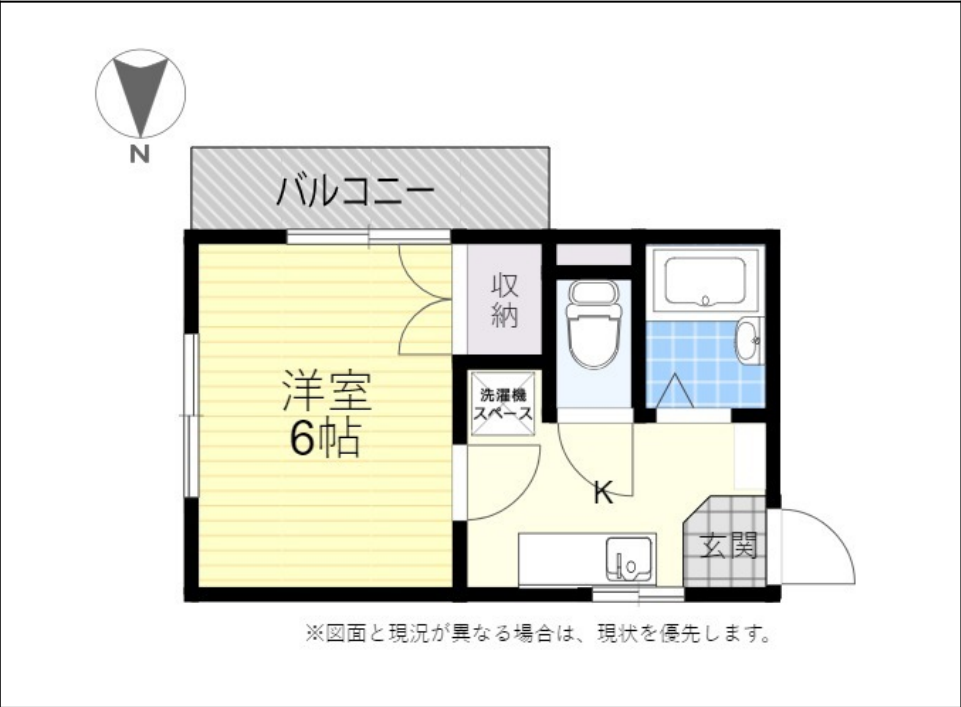 N
バルコニー
収
納
洋室
6帖
洗濯機
スペース
K
玄関
※図面と現況が異なる場合は、現状を優先します。